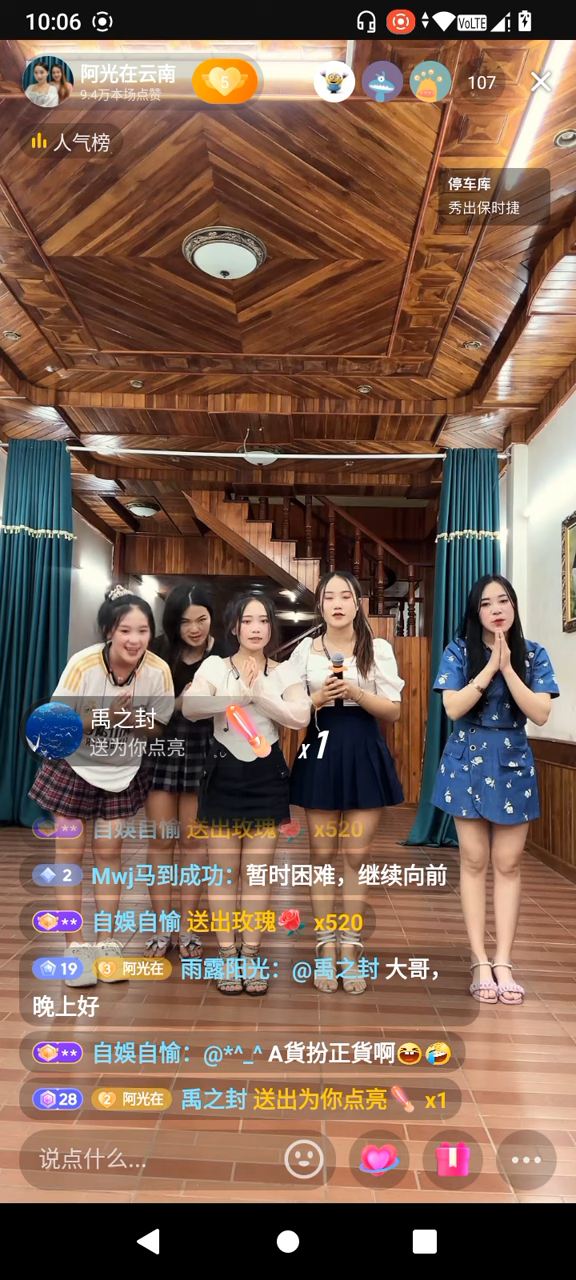 10:06
VoLTE
阿光在云南
9.4万本场点赞
5
107
人气榜
停车库
秀出保时捷
禹之封
送为你点亮
x1
** 自娱自愉 送出玫瑰 x520
2 Mwj马到成功：暂时困难，继续向前
** 自娱自愉 送出玫瑰 x520
19 3 阿光在 雨露阳光：@禹之封 大哥，
晚上好
** 自娛自愉：@*^_^ A貨扮正貨啊
28 2 阿光在 禹之封 送出为你点亮 x1
说点什么...